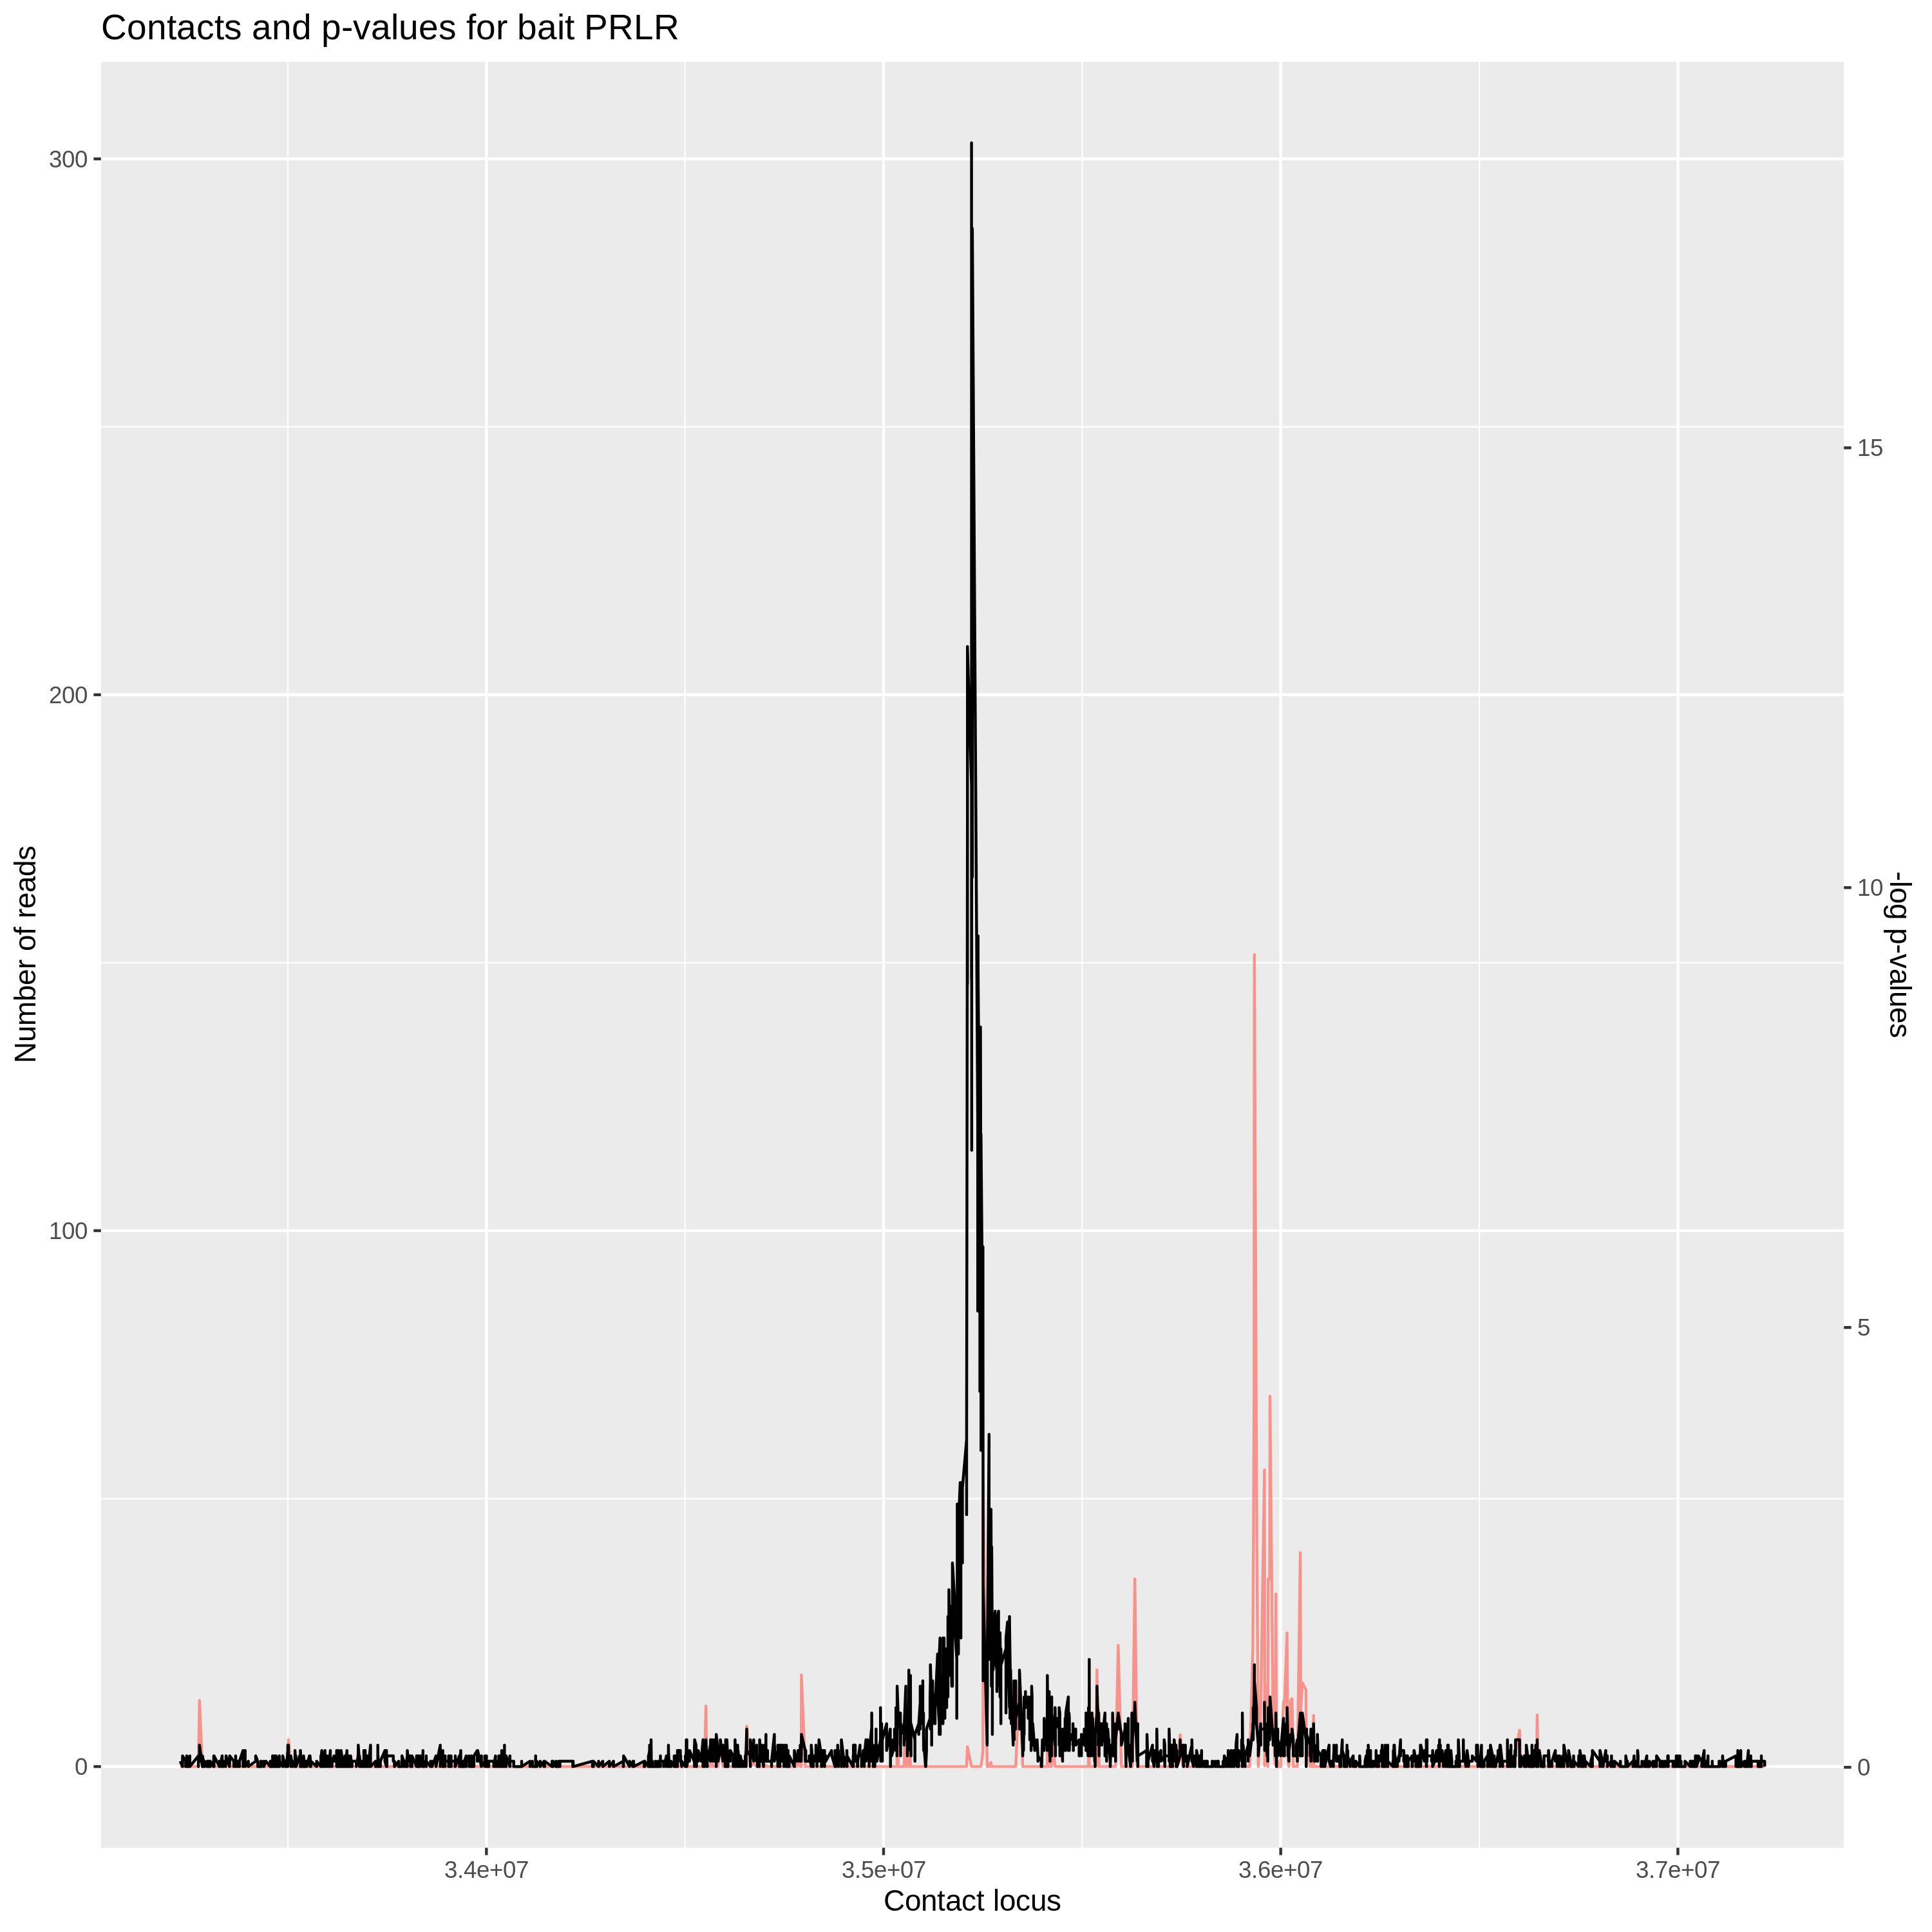 Contacts and p-values for bait PRLR
300
200
100
0
Number of reads
15
10
5
0
-log p-values
3.4e+07
3.5e+07
3.6e+07
3.7e+07
Contact locus